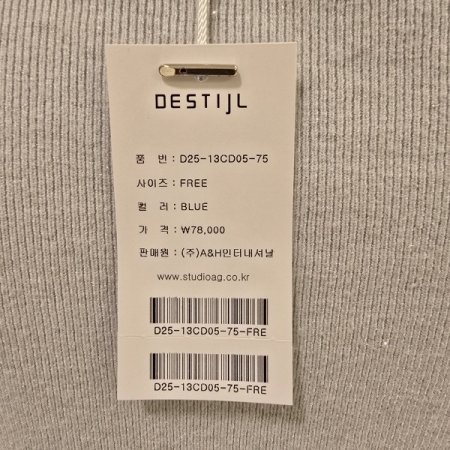 DESTIJL
품 번 : D25-13CD05-75
사이즈 : FREE
컬 러 : BLUE
가 격 : ₩78,000
판매원 : (주)A&H인터내셔날
www.studioag.co.kr
D25-13CD05-75-FRE
D25-13CD05-75-FRE